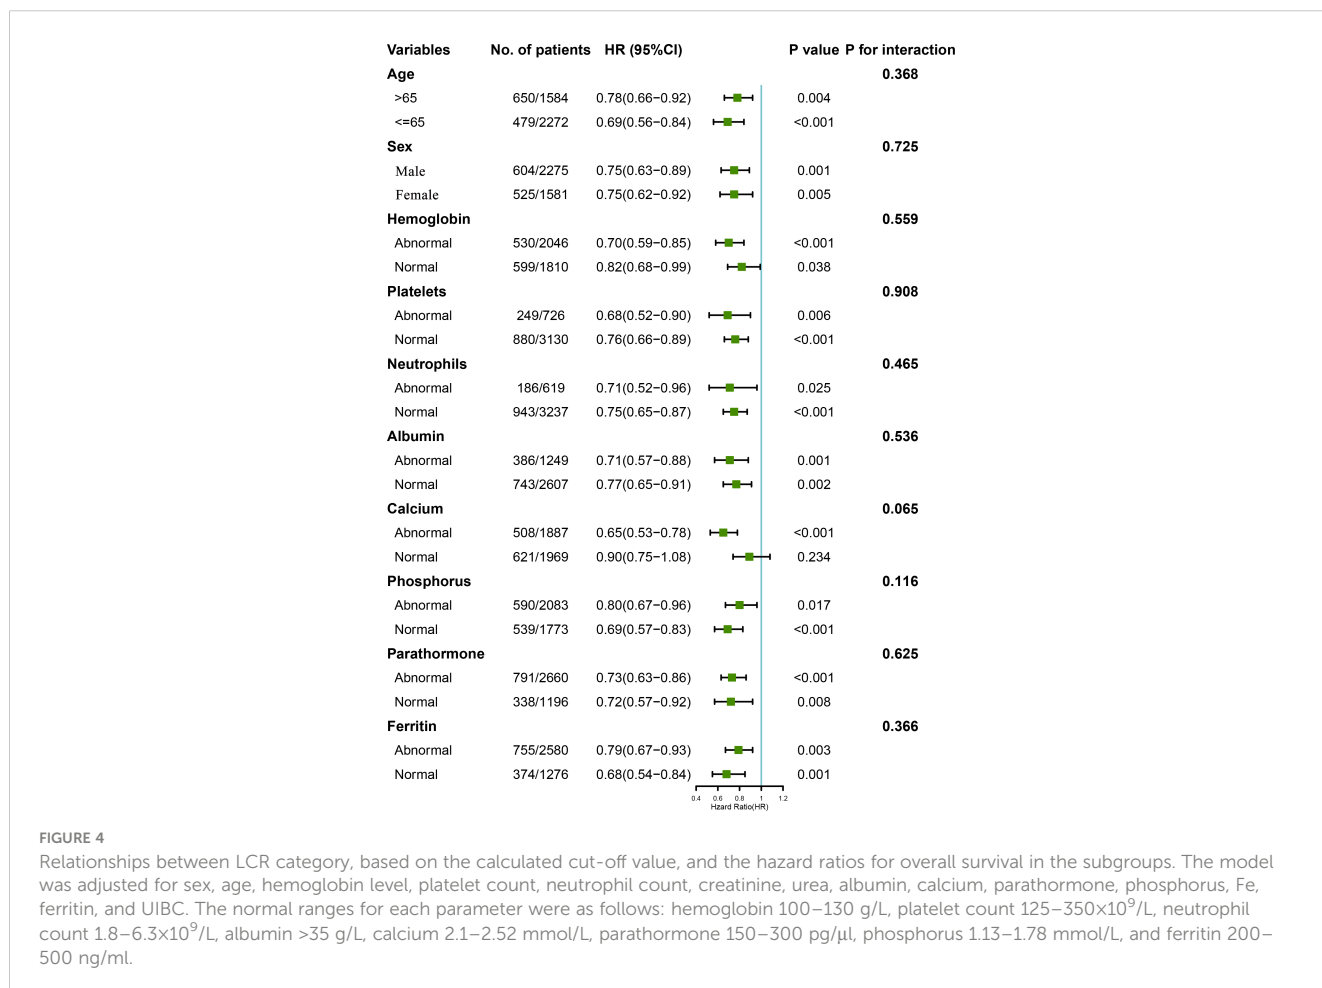 Variables No. of patients HR (95%CI) P value P for interaction
Age 0.368
>65 650/1584 0.78(0.66−0.92) 0.004
<=65 479/2272 0.69(0.56−0.84) <0.001
Sex 0.725
Male 604/2275 0.75(0.63−0.89) 0.001
Female 525/1581 0.75(0.62−0.92) 0.005
Hemoglobin 0.559
Abnormal 530/2046 0.70(0.59−0.85) <0.001
Normal 599/1810 0.82(0.68−0.99) 0.038
Platelets 0.908
Abnormal 249/726 0.68(0.52−0.90) 0.006
Normal 880/3130 0.76(0.66−0.89) <0.001
Neutrophils 0.465
Abnormal 186/619 0.71(0.52−0.96) 0.025
Normal 943/3237 0.75(0.65−0.87) <0.001
Albumin 0.536
Abnormal 386/1249 0.71(0.57−0.88) 0.001
Normal 743/2607 0.77(0.65−0.91) 0.002
Calcium 0.065
Abnormal 508/1887 0.65(0.53−0.78) <0.001
Normal 621/1969 0.90(0.75−1.08) 0.234
Phosphorus 0.116
Abnormal 590/2083 0.80(0.67−0.96) 0.017
Normal 539/1773 0.69(0.57−0.83) <0.001
Parathormone 0.625
Abnormal 791/2660 0.73(0.63−0.86) <0.001
Normal 338/1196 0.72(0.57−0.92) 0.008
Ferritin 0.366
Abnormal 755/2580 0.79(0.67−0.93) 0.003
Normal 374/1276 0.68(0.54−0.84) 0.001
0.4 0.6 0.8 1 1.2
Hzard Ratio(HR)
FIGURE 4
Relationships between LCR category, based on the calculated cut-off value, and the hazard ratios for overall survival in the subgroups. The model
was adjusted for sex, age, hemoglobin level, platelet count, neutrophil count, creatinine, urea, albumin, calcium, parathormone, phosphorus, Fe,
ferritin, and UIBC. The normal ranges for each parameter were as follows: hemoglobin 100–130 g/L, platelet count 125–350×10⁹/L, neutrophil
count 1.8–6.3×10⁹/L, albumin >35 g/L, calcium 2.1–2.52 mmol/L, parathormone 150–300 pg/μl, phosphorus 1.13–1.78 mmol/L, and ferritin 200–
500 ng/ml.